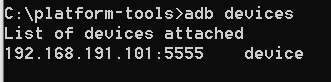 C:\platform-tools>adb devices
List of devices attached
192.168.191.101:5555    device